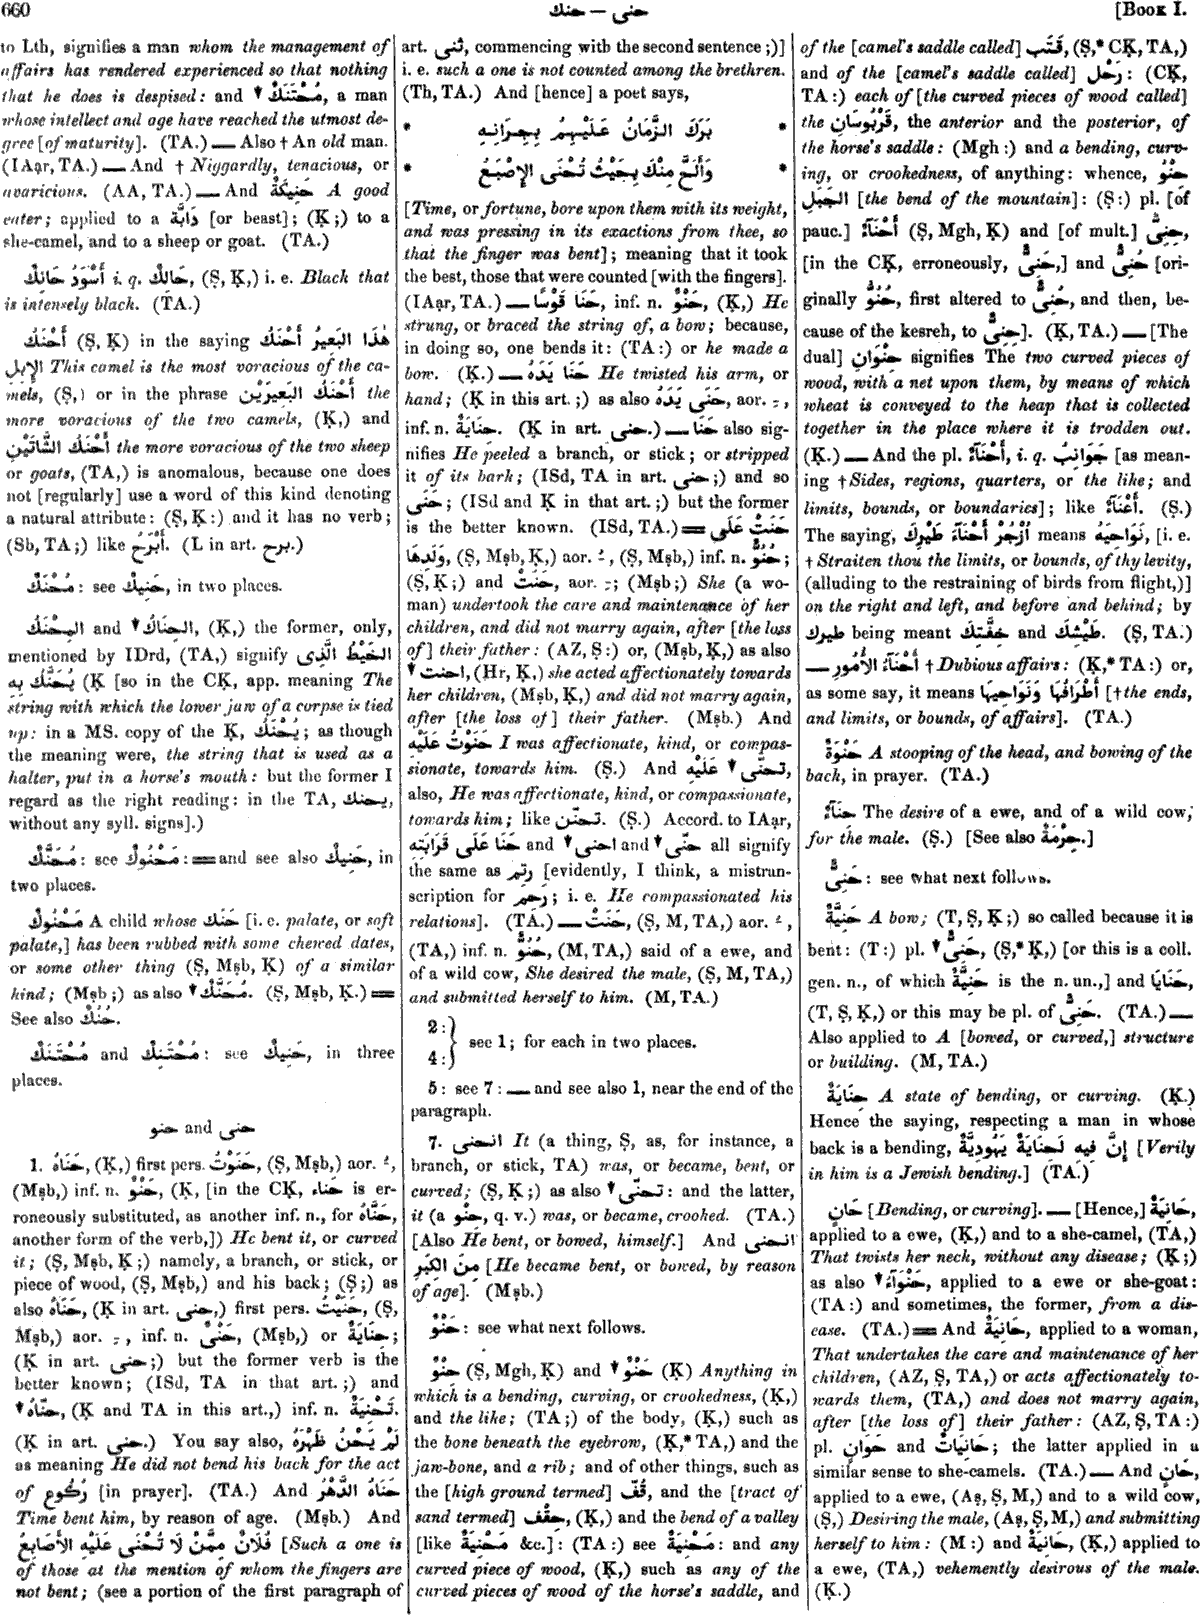 660
حنك — حنى
[Book I.
to Lth, signifies a man whom the management of
affairs has rendered experienced so that nothing
that he does is despised: and ↓ مُحْتَنَكٌ, a man
whose intellect and age have reached the utmost de-
gree [of maturity]. (TA.) — Also † An old man.
(IAạr, TA.) — And † Niggardly, tenacious, or
avaricious. (AA, TA.) — And حَنِيكَةٌ A good
eater; applied to a دَابَّة [or beast]; (Ḳ;) to a
she-camel, and to a sheep or goat. (TA.)
أَسْوَدُ حَانِكٌ i. q. حَالِكٌ, (Ṣ, Ḳ,) i. e. Black that
is intensely black. (TA.)
أَحْنَكُ (Ṣ, Ḳ) in the saying هٰذَا البَعِيرُ أَحْنَكُ
الإِبِلِ This camel is the most voracious of the ca-
mels, (Ṣ,) or in the phrase أَحْنَكُ البَعِيرَيْنِ the
more voracious of the two camels, (Ḳ,) and
أَحْنَكُ الشَّاتَيْنِ the more voracious of the two sheep
or goats, (TA,) is anomalous, because one does
not [regularly] use a word of this kind denoting
a natural attribute: (Ṣ, Ḳ:) and it has no verb;
(Sb, TA;) like أَبْرَحُ. (L in art. برح.)
مُحْنَكٌ: see حَنِيكٌ, in two places.
المِحْنَكُ and ↓ الحِنَاكُ, (Ḳ,) the former, only,
mentioned by IDrd, (TA,) signify الخَيْطُ الَّذِى
يُحَنَّكُ بِهِ (Ḳ [so in the CḲ, app. meaning The
string with which the lower jaw of a corpse is tied
up: in a MS. copy of the Ḳ, يُحْنَكُ; as though
the meaning were, the string that is used as a
halter, put in a horse's mouth: but the former I
regard as the right reading: in the TA, يحنك,
without any syll. signs].)
مُحَنَّكٌ: see مَحْنُوكٌ: == and see also حَنِيكٌ, in
two places.
مَحْنُوكٌ A child whose حَنَك [i. e. palate, or soft
palate,] has been rubbed with some chewed dates,
or some other thing (Ṣ, Mṣb, Ḳ) of a similar
kind; (Mṣb;) as also ↓ مُحَنَّكٌ. (Ṣ, Mṣb, Ḳ.) ==
See also حُنُكٌ.
مُحْتَنَكٌ and مُحْتَنِكٌ: see حَنِيكٌ, in three
places.
حنو and حنى
1. حَنَاهُ, (Ḳ,) first pers. حَنَوْتُ, (Ṣ, Mṣb,) aor. ـُ,
(Mṣb,) inf. n. حَنْوٌ, (Ḳ, [in the CḲ, حَنَاء is er-
roneously substituted, as another inf. n., for حَنَّاهُ,
another form of the verb,]) He bent it, or curved
it; (Ṣ, Mṣb, Ḳ;) namely, a branch, or stick, or
piece of wood, (Ṣ, Mṣb,) and his back; (Ṣ;) as
also حَنَاهُ, (Ḳ in art. حنى,) first pers. حَنَيْتُ, (Ṣ,
Mṣb,) aor. ـِ, inf. n. حَنْىٌ, (Mṣb,) or حِنَايَةٌ;
(Ḳ in art. حنى;) but the former verb is the
better known; (ISd, TA in that art.;) and
↓ حَنَّاهُ, (Ḳ and TA in this art.,) inf. n. تَحْنِيَةٌ.
(Ḳ in art. حنى.) You say also, لَمْ يَحْنُ ظَهْرَهُ
as meaning He did not bend his back for the act
of رُكُوع [in prayer]. (TA.) And حَنَاهُ الدَّهْرُ
Time bent him, by reason of age. (Mṣb.) And
فُلَانٌ مِمَّنْ لَا تُحْنَى عَلَيْهِ الأَصَابِعُ [Such a one is
of those at the mention of whom the fingers are
not bent; (see a portion of the first paragraph of
art. ثنى, commencing with the second sentence;)]
i. e. such a one is not counted among the brethren.
(Th, TA.) And [hence] a poet says,
* بَرَكَ الزَّمَانُ عَلَيْهِمُ بِجِرَانِهِ *
* وَأَلَحَّ مِنْكَ بِحَيْثُ تُحْنَى الإِصْبَعُ *
[Time, or fortune, bore upon them with its weight,
and was pressing in its exactions from thee, so
that the finger was bent]; meaning that it took
the best, those that were counted [with the fingers].
(IAạr, TA.) — حَنَا قَوْسًا, inf. n. حَنْوٌ, (Ḳ,) He
strung, or braced the string of, a bow; because,
in doing so, one bends it: (TA:) or he made a
bow. (Ḳ.) — حَنَا يَدَهُ He twisted his arm, or
hand; (Ḳ in this art.;) as also حَنَى يَدَهُ, aor. ـِ,
inf. n. حِنَايَةٌ. (Ḳ in art. حنى.) — حَنَا also sig-
nifies He peeled a branch, or stick; or stripped
it of its bark; (ISd, TA in art. حنى;) and so
حَنَى; (ISd and Ḳ in that art.;) but the former
is the better known. (ISd, TA.) == حَنَتْ عَلَى
وَلَدِهَا, (Ṣ, Mṣb, Ḳ,) aor. ـُ, (Ṣ, Mṣb,) inf. n. حُنُوٌّ;
(Ṣ, Ḳ;) and حَنَتْ, aor. ـِ; (Mṣb;) She (a wo-
man) undertook the care and maintenance of her
children, and did not marry again, after [the loss
of] their father: (AZ, Ṣ:) or, (Mṣb, Ḳ,) as also
↓ احنت, (Hr, Ḳ,) she acted affectionately towards
her children, (Mṣb, Ḳ,) and did not marry again,
after [the loss of] their father. (Mṣb.) And
حَنَوْتُ عَلَيْهِ I was affectionate, kind, or compas-
sionate, towards him. (Ṣ.) And عَلَيْهِ ↓ تحنّى,
also, He was affectionate, kind, or compassionate,
towards him; like تحنّن. (Ṣ.) Accord. to IAạr,
حَنَا عَلَى قَرَابَتِهِ and ↓ احنى and ↓ حَنَّى all signify
the same as رتم [evidently, I think, a mistran-
scription for رَحِمَ; i. e. He compassionated his
relations]. (TA.) — حَنَتْ, (Ṣ, M, TA,) aor. ـُ,
(TA,) inf. n. حُنُوٌّ, (M, TA,) said of a ewe, and
of a wild cow, She desired the male, (Ṣ, M, TA,)
and submitted herself to him. (M, TA.)
2:
4:} see 1; for each in two places.
5: see 7: — and see also 1, near the end of the
paragraph.
7. انحنى It (a thing, Ṣ, as, for instance, a
branch, or stick, TA) was, or became, bent, or
curved; (Ṣ, Ḳ;) as also ↓ تحنّى: and the latter,
it (a حِنْو, q. v.) was, or became, crooked. (TA.)
[Also He bent, or bowed, himself.] And انحنى
مِنَ الكِبَرِ [He became bent, or bowed, by reason
of age]. (Mṣb.)
حَنْوٌ: see what next follows.
حِنْوٌ (Ṣ, Mgh, Ḳ) and ↓ حَنْوٌ (Ḳ) Anything in
which is a bending, curving, or crookedness, (Ḳ,)
and the like; (TA;) of the body, (Ḳ,) such as
the bone beneath the eyebrow, (Ḳ,* TA,) and the
jaw-bone, and a rib; and of other things, such as
the [high ground termed] قُفّ, and the [tract of
sand termed] حِقْف, (Ḳ,) and the bend of a valley
[like مَحْنِيَةٌ &c.]: (TA:) see مَحْنِيَةٌ: and any
curved piece of wood, (Ḳ,) such as any of the
curved pieces of wood of the horse's saddle, and
of the [camel's saddle called] قَتَب, (Ṣ,* CḲ, TA,)
and of the [camel's saddle called] رَحْل: (CḲ,
TA:) each of [the curved pieces of wood called]
the قَرَبُوسَانِ, the anterior and the posterior, of
the horse's saddle: (Mgh:) and a bending, curv-
ing, or crookedness, of anything: whence, حِنْوُ
الجَبَلِ [the bend of the mountain]: (Ṣ:) pl. [of
pauc.] أَحْنَآءٌ (Ṣ, Mgh, Ḳ) and [of mult.] حِنِىٌّ,
[in the CḲ, erroneously, حَنِىٌّ,] and حُنِىٌّ [ori-
ginally حُنُوٌّ, first altered to حُنِىٌّ, and then, be-
cause of the kesreh, to حِنِىٌّ]. (Ḳ, TA.) — [The
dual] حِنْوَانِ signifies The two curved pieces of
wood, with a net upon them, by means of which
wheat is conveyed to the heap that is collected
together in the place where it is trodden out.
(Ḳ.) — And the pl. أَحْنَآءٌ, i. q. جَوَانِبُ [as mean-
ing † Sides, regions, quarters, or the like; and
limits, bounds, or boundaries]; like أَعْنَآءٌ. (Ṣ.)
The saying, اُزْجُرْ أَحْنَآءَ طَيْرِكَ means نَوَاحِيَهُ, [i. e.
† Straiten thou the limits, or bounds, of thy levity,
(alluding to the restraining of birds from flight,)]
on the right and left, and before and behind; by
طيرك being meant خِفَّتِكَ and طَيْشِكَ. (Ṣ, TA.)
— أَحْنَآءُ الأُمُورِ † Dubious affairs: (Ḳ,* TA:) or,
as some say, it means أَطْرَافُهَا وَنَوَاحِيهَا [† the ends,
and limits, or bounds, of affairs]. (TA.)
حَنْوَةٌ A stooping of the head, and bowing of the
back, in prayer. (TA.)
حِنَآءٌ The desire of a ewe, and of a wild cow,
for the male. (Ṣ.) [See also حِرْمَةٌ.]
حَنِىٌّ: see what next follows.
حَنِيَّةٌ A bow; (T, Ṣ, Ḳ;) so called because it is
bent: (T:) pl. ↓ حَنِىٌّ, (Ṣ,* Ḳ,) [or this is a coll.
gen. n., of which حَنِيَّةٌ is the n. un.,] and حَنَايَا,
(T, Ṣ, Ḳ,) or this may be pl. of حَنِىٌّ. (TA.) —
Also applied to A [bowed, or curved,] structure
or building. (M, TA.)
حِنَايَةٌ A state of bending, or curving. (Ḳ.)
Hence the saying, respecting a man in whose
back is a bending, إِنَّ فِيهِ لَحِنَايَةً يَهُودِيَّةً [Verily
in him is a Jewish bending.] (TA.)
حَانٍ [Bending, or curving]. — [Hence,] حَانِيَةٌ,
applied to a ewe, (Ḳ,) and to a she-camel, (TA,)
That twists her neck, without any disease; (Ḳ;)
as also ↓ حَنْوَآءُ, applied to a ewe or she-goat:
(TA:) and sometimes, the former, from a dis-
ease. (TA.) == And حَانِيَةٌ, applied to a woman,
That undertakes the care and maintenance of her
children, (AZ, Ṣ, TA,) or acts affectionately to-
wards them, (TA,) and does not marry again,
after [the loss of] their father: (AZ, Ṣ, TA:)
pl. حَوَانٍ and حَانِيَاتٌ; the latter applied in a
similar sense to she-camels. (TA.) — And حَانٍ,
applied to a ewe, (Aṣ, Ṣ, M,) and to a wild cow,
(Ṣ,) Desiring the male, (Aṣ, Ṣ, M,) and submitting
herself to him: (M:) and حَانِيَةٌ, (Ḳ,) applied to
a ewe, (TA,) vehemently desirous of the male.
(Ḳ.)